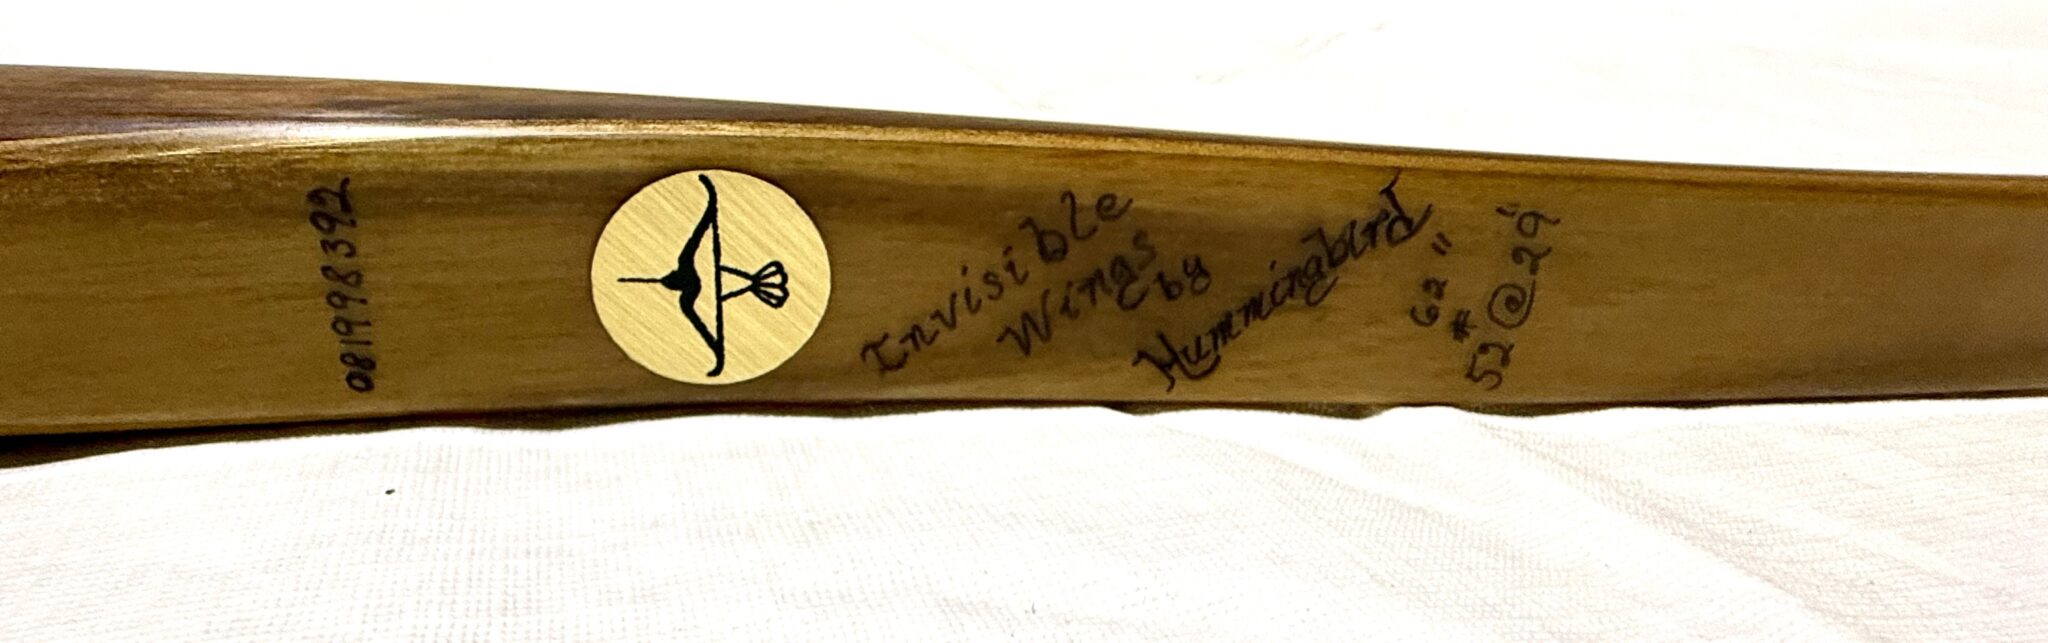 081998392
Invisible
Wings
by
Hummingbird
62"
52# @ 29"